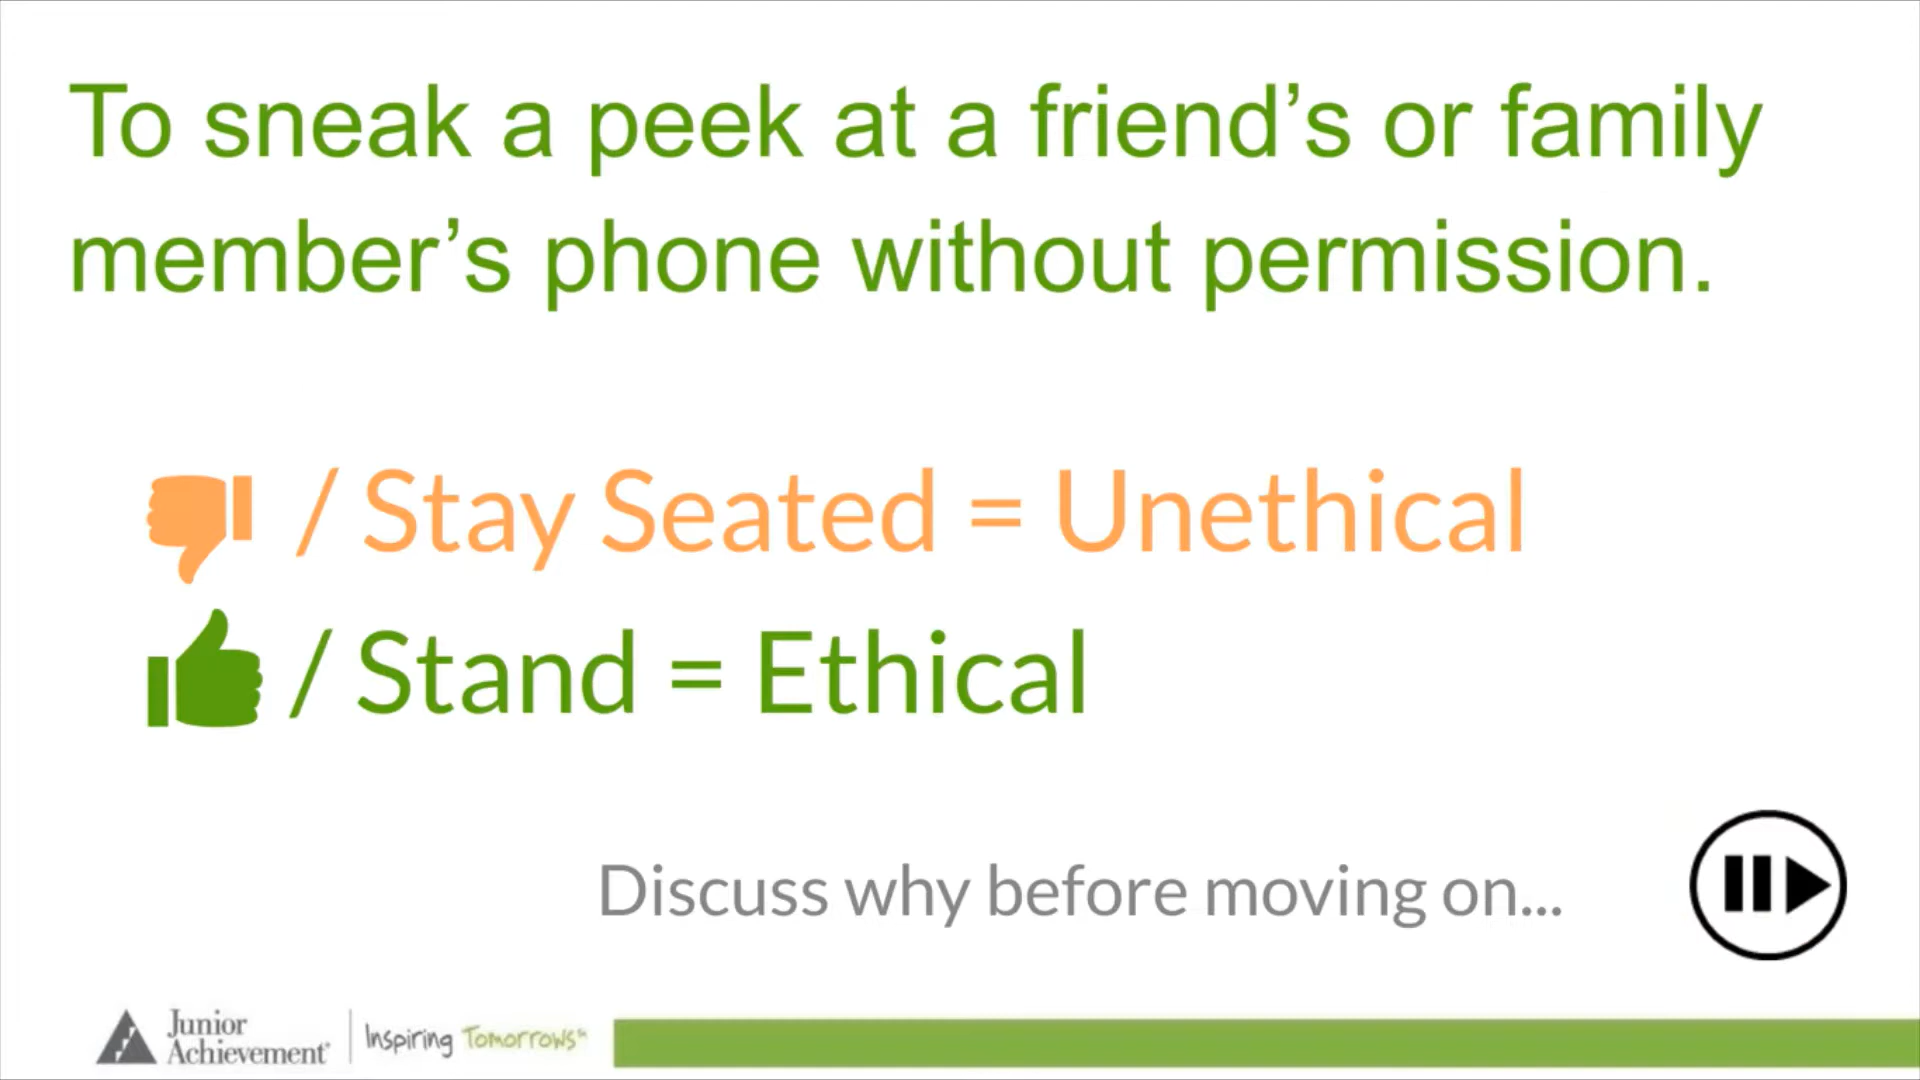 To sneak a peek at a friend’s or family
member’s phone without permission.
/ Stay Seated = Unethical
/ Stand = Ethical
Discuss why before moving on...
Junior
Achievement®
Inspiring Tomorrows℠